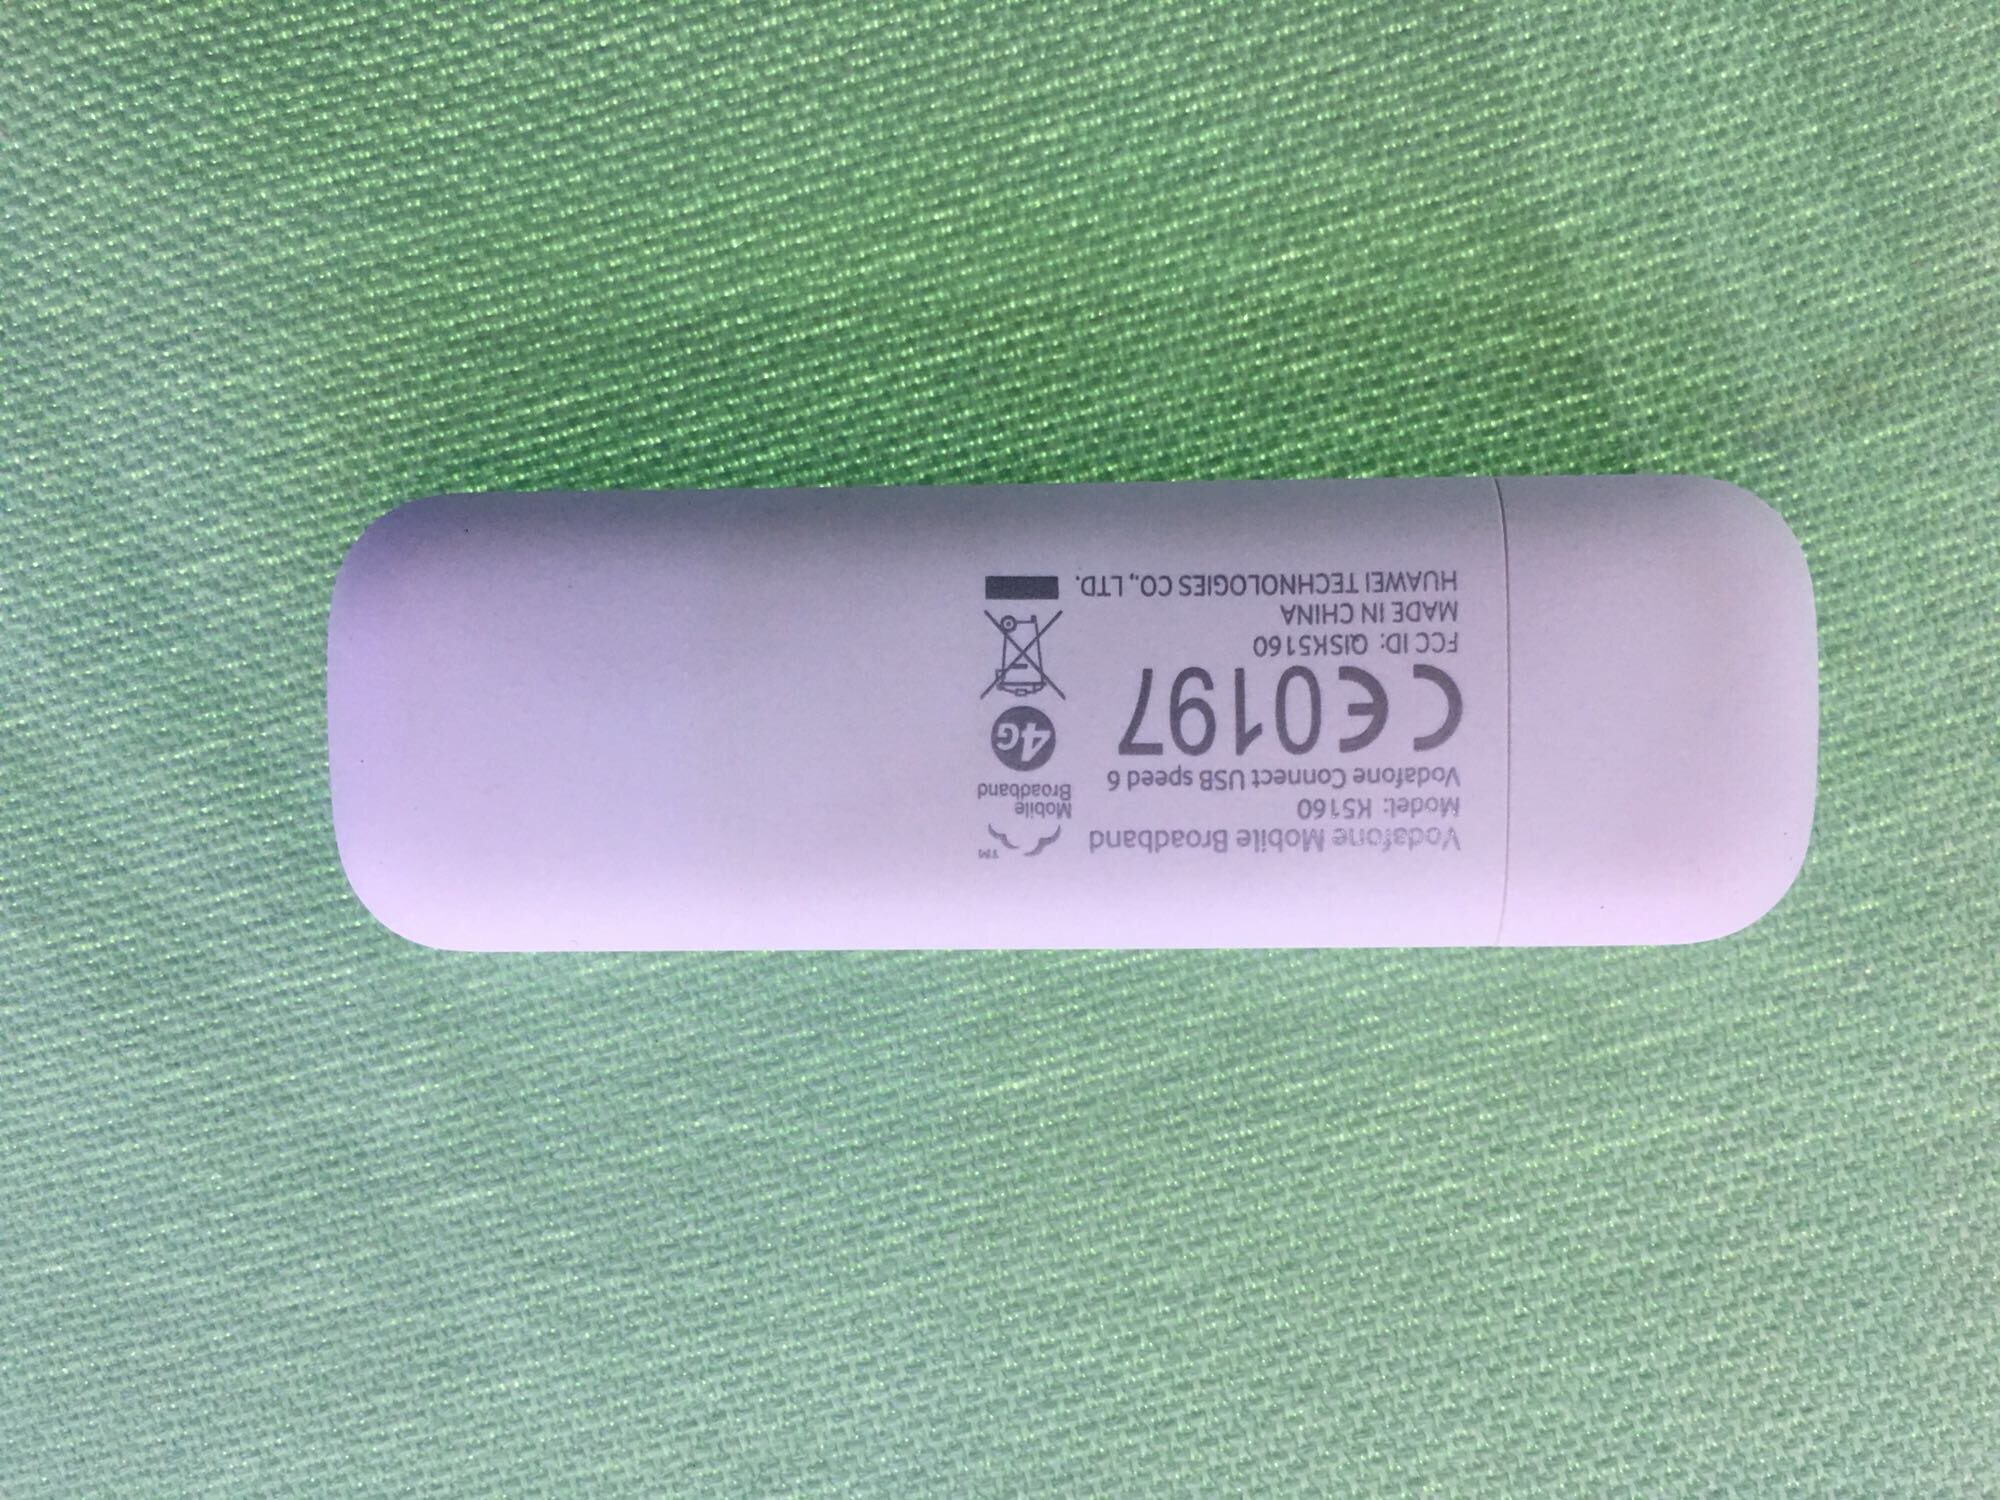 Vodafone Mobile Broadband
Model: K5160
Vodafone Connect USB speed 6
CE0197
FCC ID: QISK5160
MADE IN CHINA
HUAWEI TECHNOLOGIES CO., LTD.
TM
Mobile
Broadband
4G